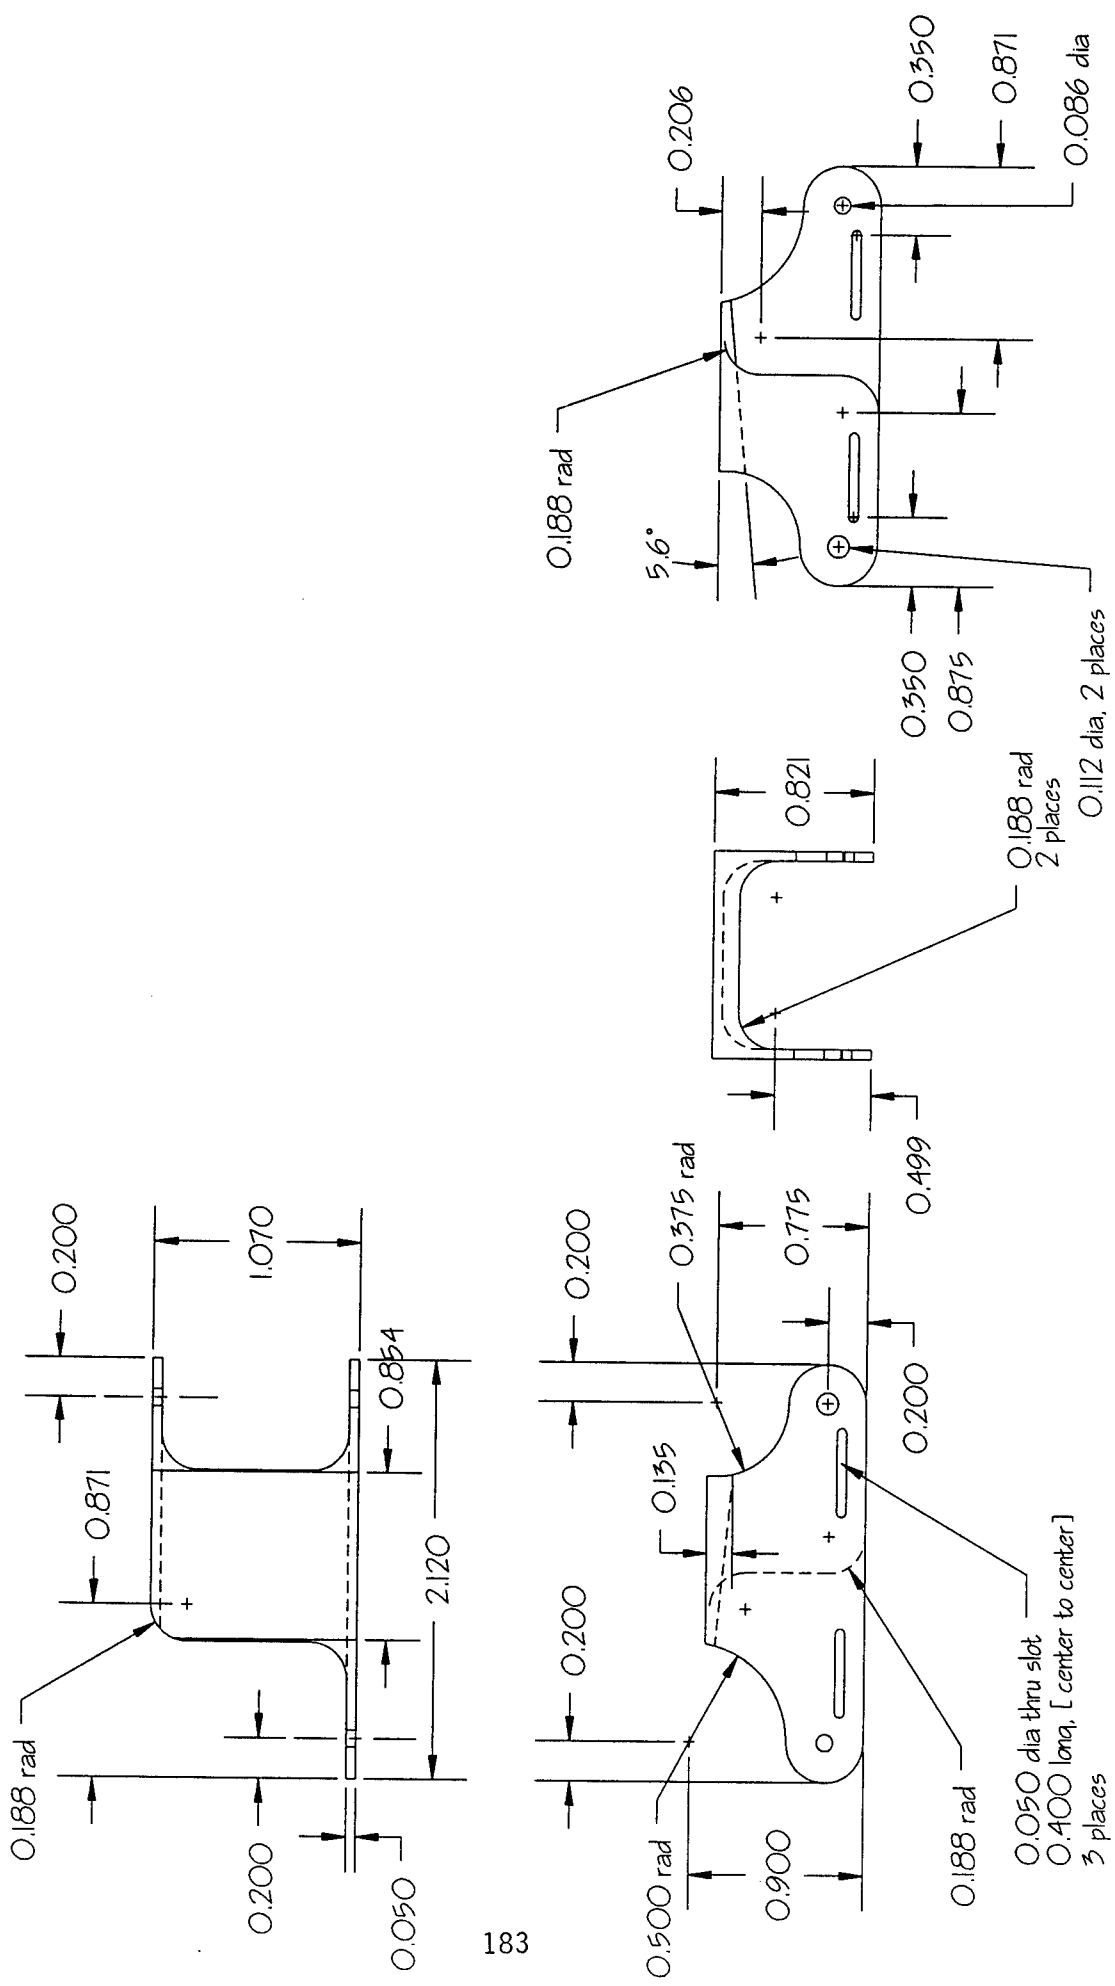 0.188 rad
0.871
0.200
1.070
0.200
0.050
2.120
0.854
0.500 rad
0.900
0.200
0.135
0.200
0.375 rad
0.775
0.200
0.188 rad
0.050 dia thru slot
0.400 long, [ center to center ]
3 places
0.499
0.821
0.188 rad
2 places
0.188 rad
5.6°
0.206
0.350
0.875
0.112 dia, 2 places
0.350
0.871
0.086 dia
183